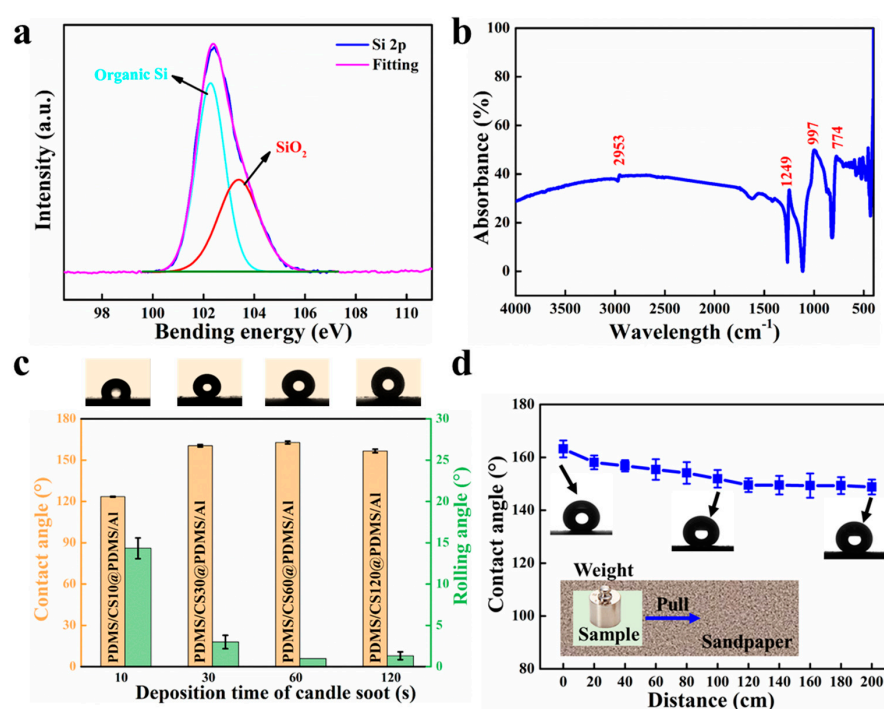 a
Si 2p
Fitting
Organic Si
SiO2
Intensity (a.u.)
98 100 102 104 106 108 110
Bending energy (eV)
b
100
80
60
40
20
0
Absorbance (%)
2953
1249
997
774
4000 3500 3000 2500 2000 1500 1000 500
Wavelength (cm-1)
c
180
150
120
90
60
30
0
Contact angle (°)
PDMS/CS10@PDMS/Al
PDMS/CS30@PDMS/Al
PDMS/CS60@PDMS/Al
PDMS/CS120@PDMS/Al
30
25
20
15
10
5
0
Rolling angle (°)
10 30 60 120
Deposition time of candle soot (s)
d
180
160
140
120
100
80
Contact angle (°)
Weight
Pull
Sample
Sandpaper
0 20 40 60 80 100 120 140 160 180 200
Distance (cm)